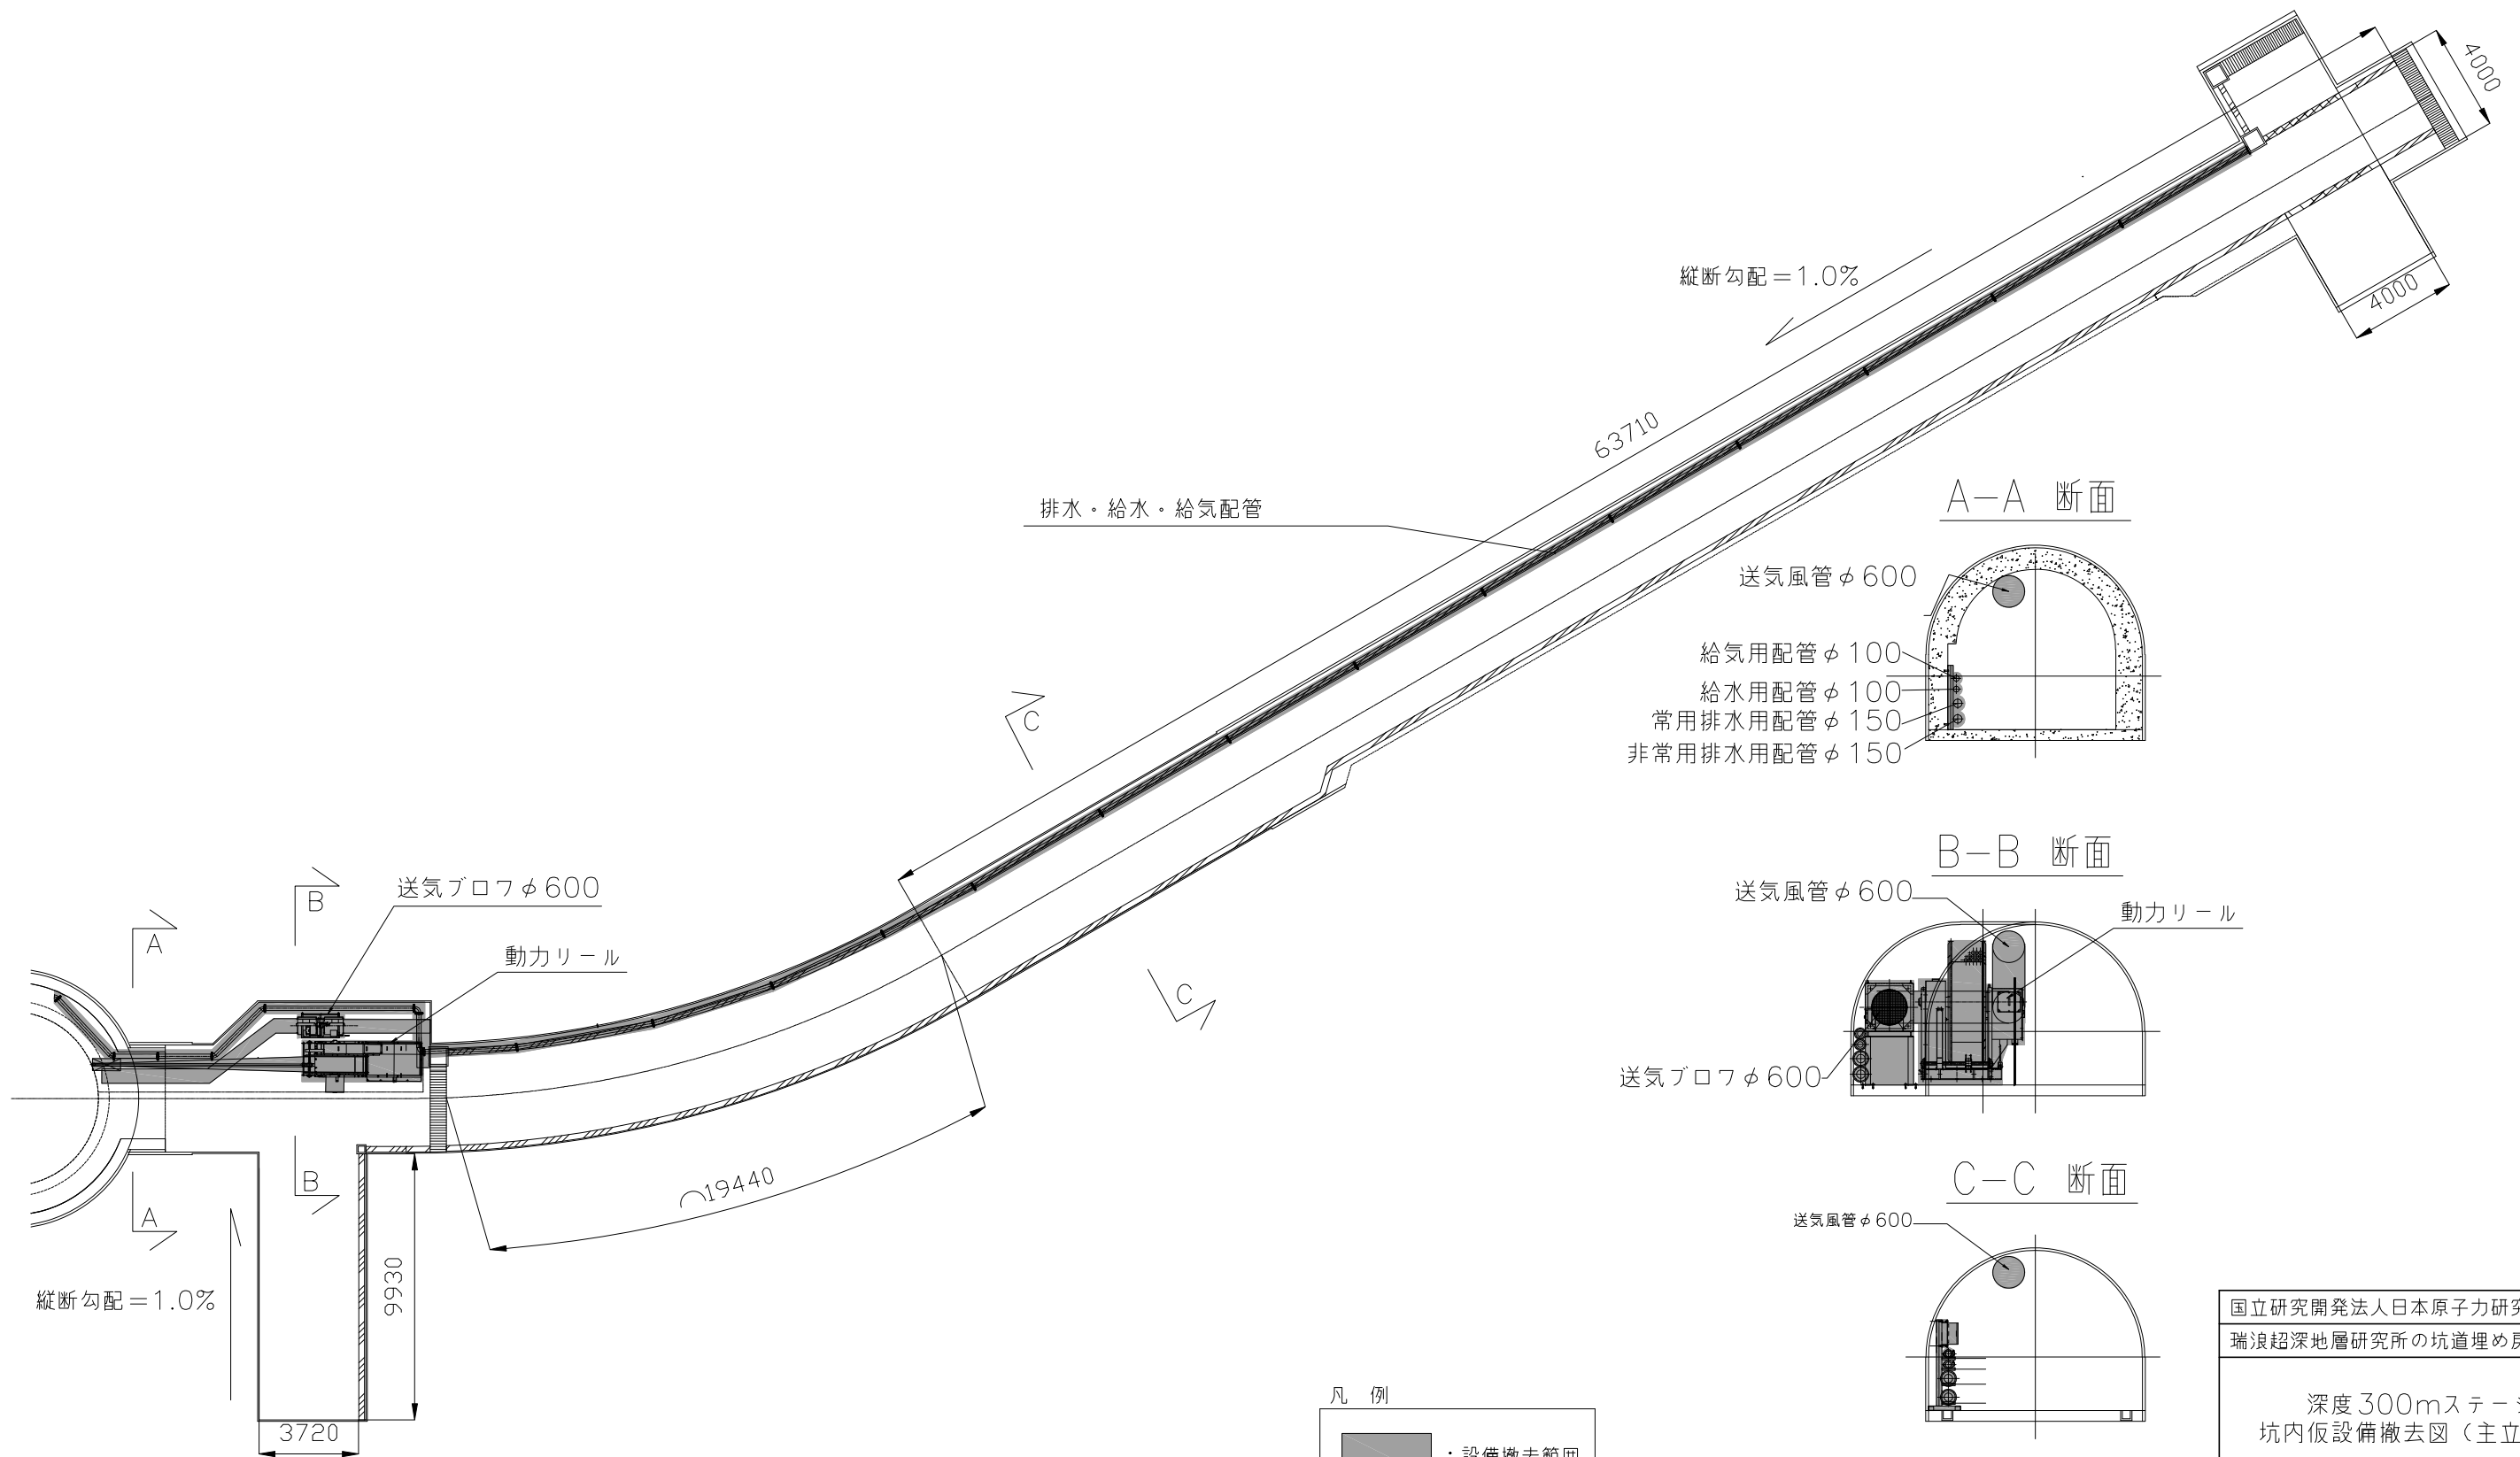 4000
4000
縦断勾配=1.0%
63710
排水・給水・給気配管
A-A 断面
送気風管φ600
給気用配管φ100
給水用配管φ100
常用排水用配管φ150
非常用排水用配管φ150
C
C
B-B 断面
送気風管φ600
動力リール
送気ブロワφ600
送気ブロワφ600
動力リール
A
B
A
B
⌒19440
9930
3720
縦断勾配=1.0%
C-C 断面
送気風管φ600
凡 例
:設備撤去範囲
国立研究開発法人日本原子力研究
瑞浪超深地層研究所の坑道埋め戻
深度300mステー
坑内仮設備撤去図(主立